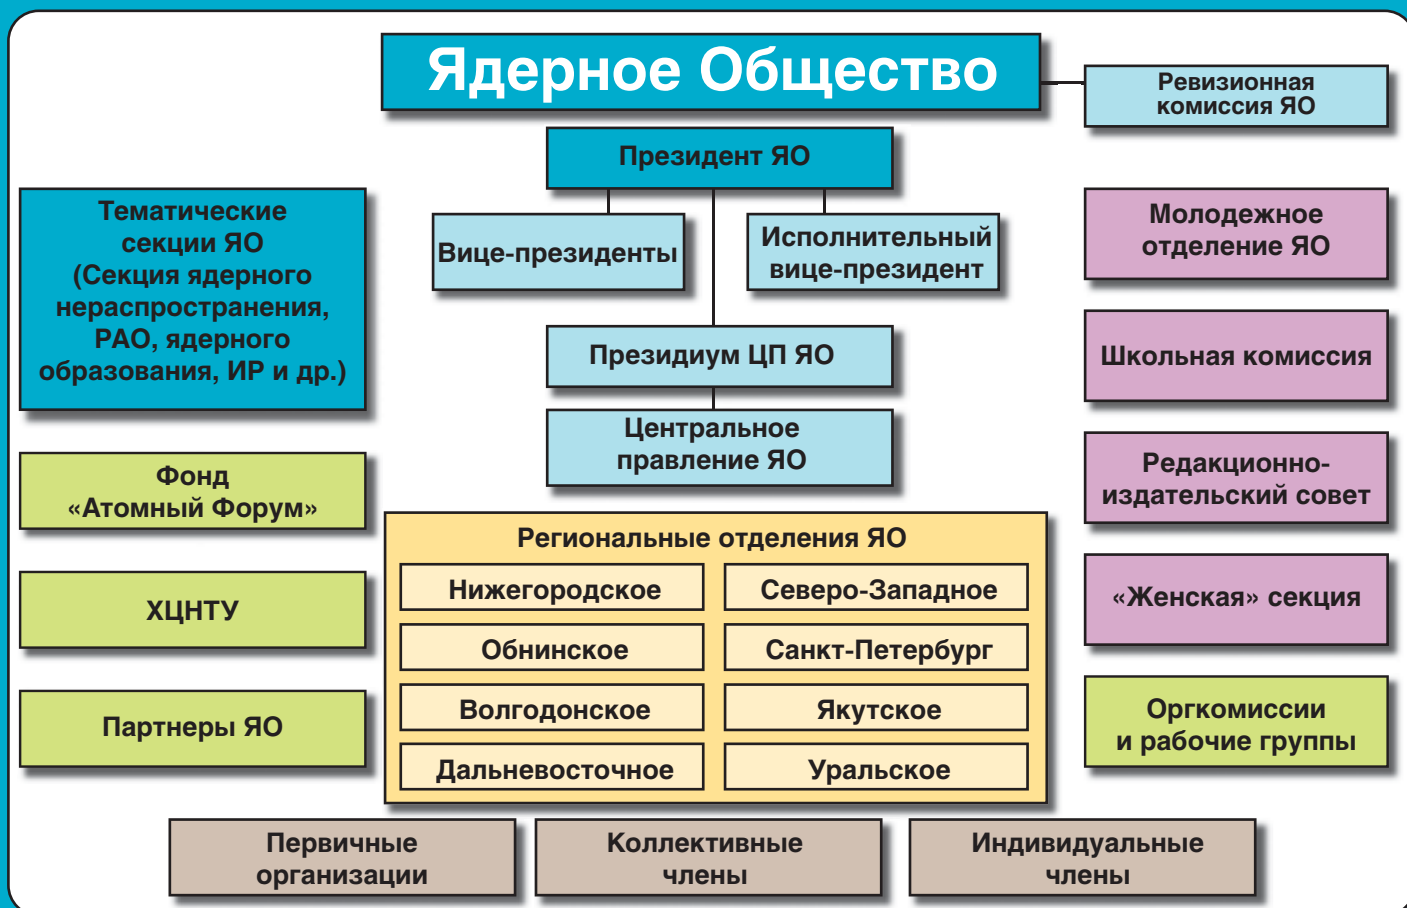 Ядерное Общество
Ревизионная
комиссия ЯО
Президент ЯО
Вице-президенты
Исполнительный
вице-президент
Президиум ЦП ЯО
Центральное
правление ЯО
Тематические
секции ЯО
(Секция ядерного
нераспространения,
РАО, ядерного
образования, ИР и др.)
Фонд
«Атомный Форум»
ХЦНТУ
Партнеры ЯО
Региональные отделения ЯО
Нижегородское
Северо-Западное
Обнинское
Санкт-Петербург
Волгодонское
Якутское
Дальневосточное
Уральское
Молодежное
отделение ЯО
Школьная комиссия
Редакционно-
издательский совет
«Женская» секция
Оргкомиссии
и рабочие группы
Первичные
организации
Коллективные
члены
Индивидуальные
члены